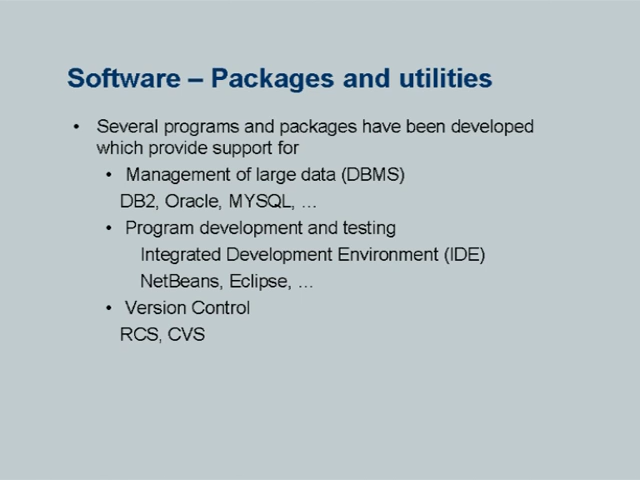 Software – Packages and utilities
• Several programs and packages have been developed
which provide support for
• Management of large data (DBMS)
DB2, Oracle, MYSQL, ...
• Program development and testing
Integrated Development Environment (IDE)
NetBeans, Eclipse, ...
• Version Control
RCS, CVS